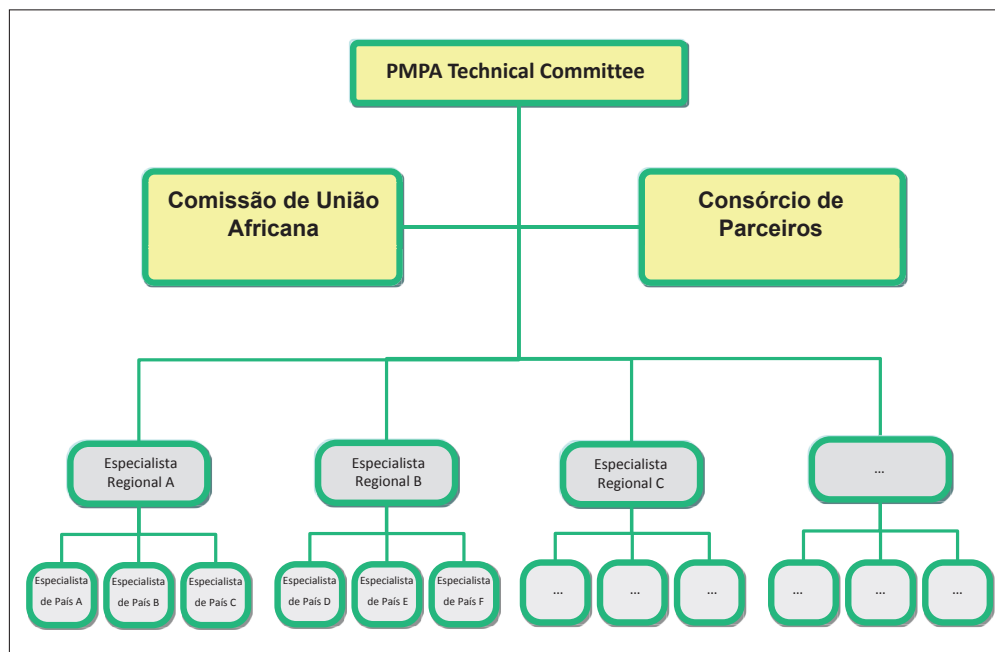 PMPA Technical Committee
Comissão de União
Africana
Consórcio de
Parceiros
Especialista
Regional A
Especialista
Regional B
Especialista
Regional C
...
Especialista
de País A
Especialista
de País B
Especialista
de País C
Especialista
de País D
Especialista
de País E
Especialista
de País F
...
...
...
...
...
...